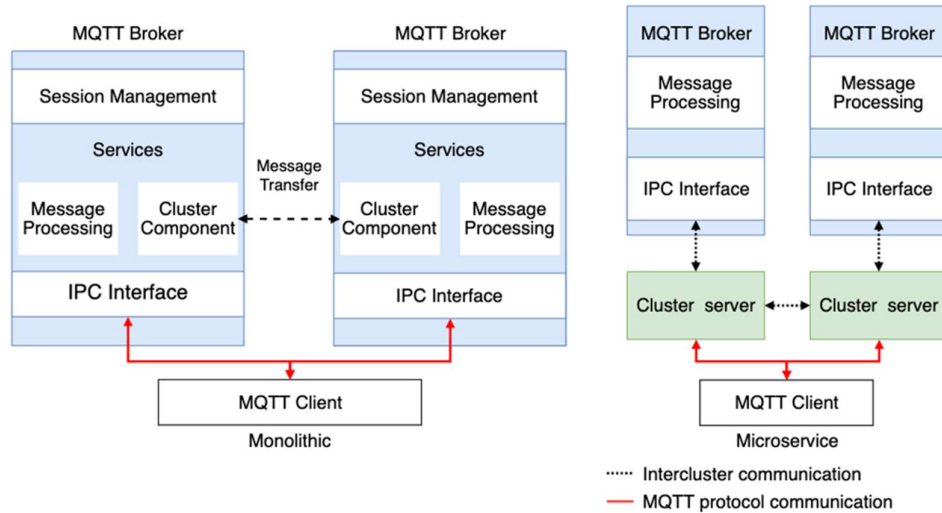 MQTT Broker
Session Management
Services
Message
Processing
Cluster
Component
IPC Interface
Message
Transfer
MQTT Broker
Session Management
Services
Cluster
Component
Message
Processing
IPC Interface
MQTT Client
Monolithic
MQTT Broker
Message
Processing
IPC Interface
Cluster server
MQTT Broker
Message
Processing
IPC Interface
Cluster server
MQTT Client
Microservice
Intercluster communication
MQTT protocol communication